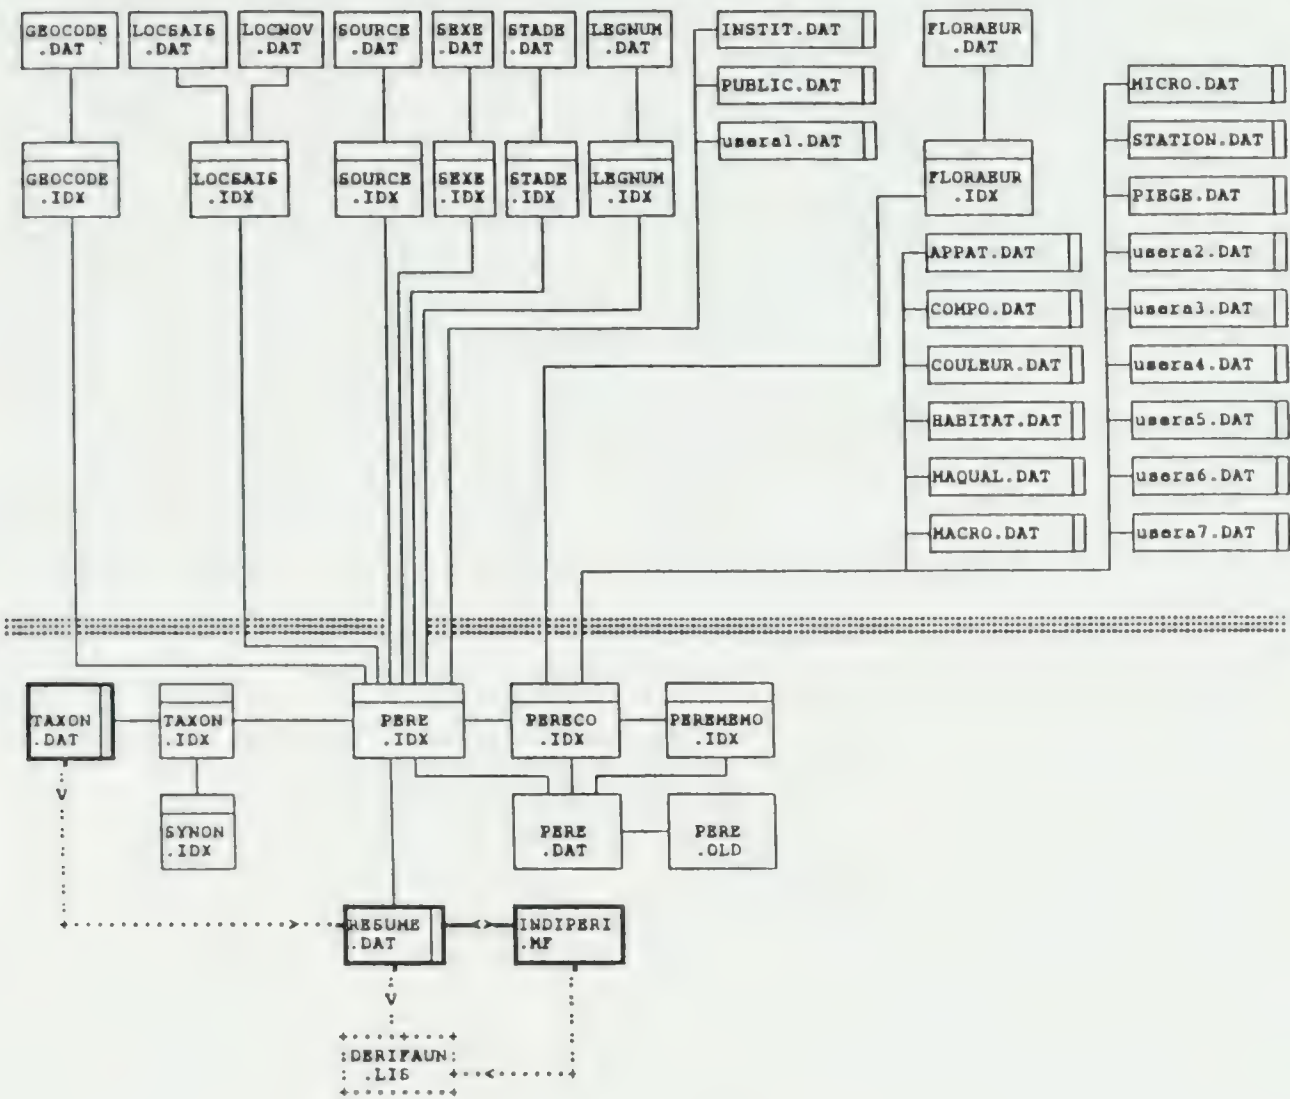 GEOCODE
.DAT
LOCSAIS
.DAT
LOCNOV
.DAT
SOURCE
.DAT
SEXE
.DAT
STADE
.DAT
LEGNUM
.DAT
INSTIT.DAT
PUBLIC.DAT
usera1.DAT
FLORAEUR
.DAT
MICRO.DAT
STATION.DAT
PIEGE.DAT
usera2.DAT
usera3.DAT
usera4.DAT
usera5.DAT
usera6.DAT
usera7.DAT
GEOCODE
.IDX
LOCSAIS
.IDX
SOURCE
.IDX
SEXE
.IDX
STADE
.IDX
LEGNUM
.IDX
FLORAEUR
.IDX
APPAT.DAT
COMPO.DAT
COULEUR.DAT
HABITAT.DAT
MAQUAL.DAT
MACRO.DAT
TAXON
.DAT
TAXON
.IDX
PERE
.IDX
PERECO
.IDX
PEREMEMO
.IDX
SYNON
.IDX
PERE
.DAT
PERE
.OLD
RESUME
.DAT
INDIPERI
.MF
DERIFAUN
.LIS